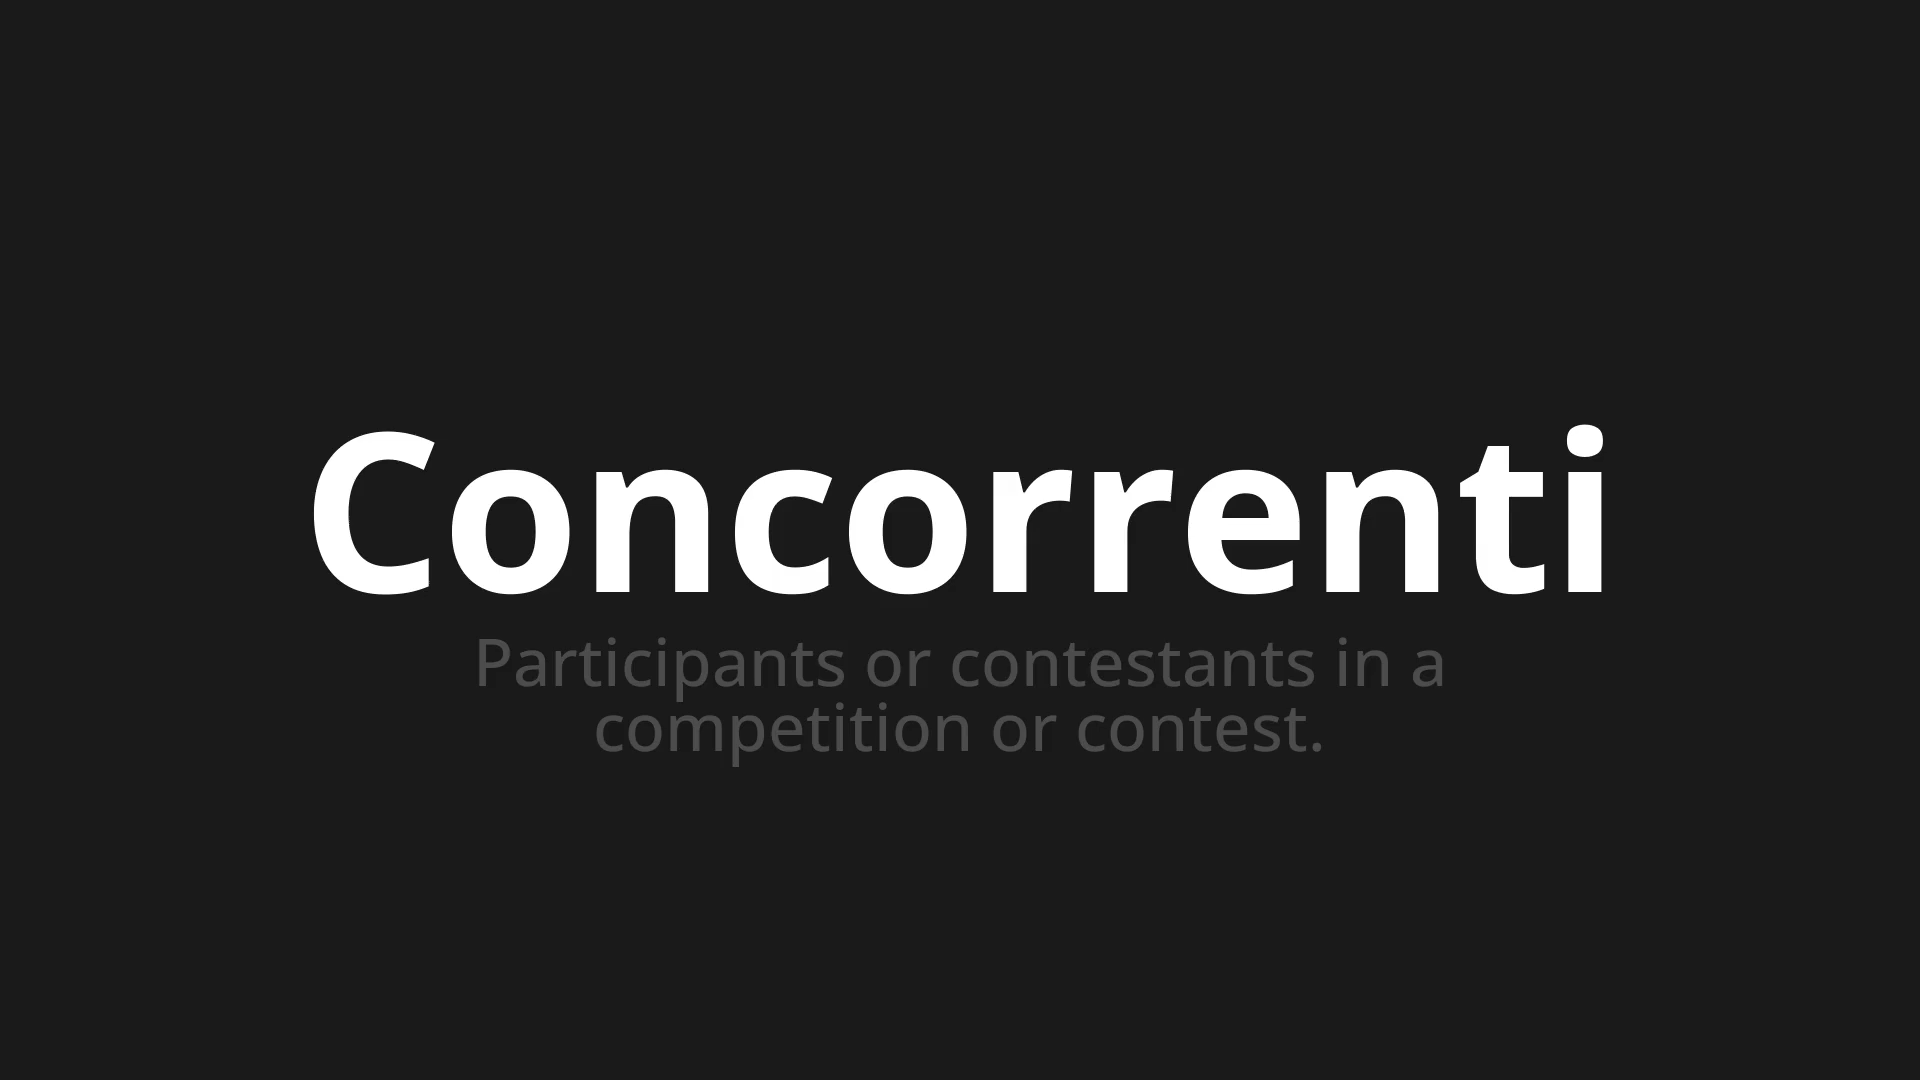 Concorrenti
Participants or contestants in a
competition or contest.